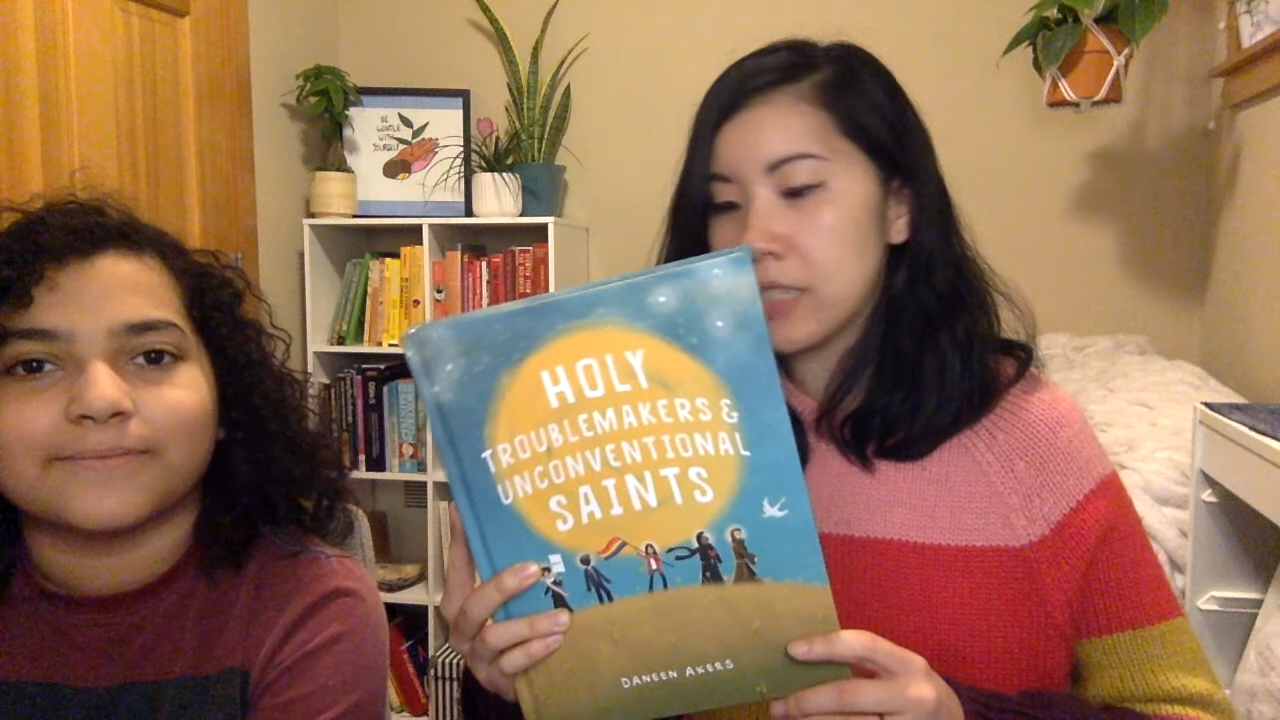 BE
GENTLE
WITH
YOURSELF
HOLY
TROUBLEMAKERS &
UNCONVENTIONAL
SAINTS
DANEEN AKERS